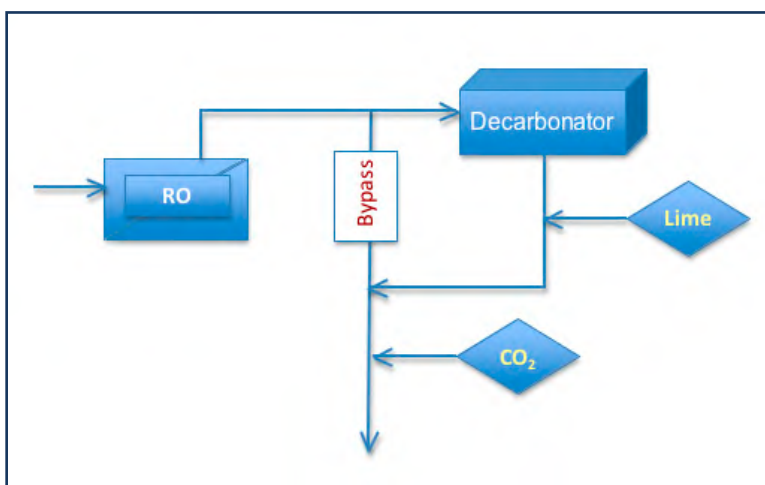 Decarbonator
RO
Bypass
Lime
CO₂